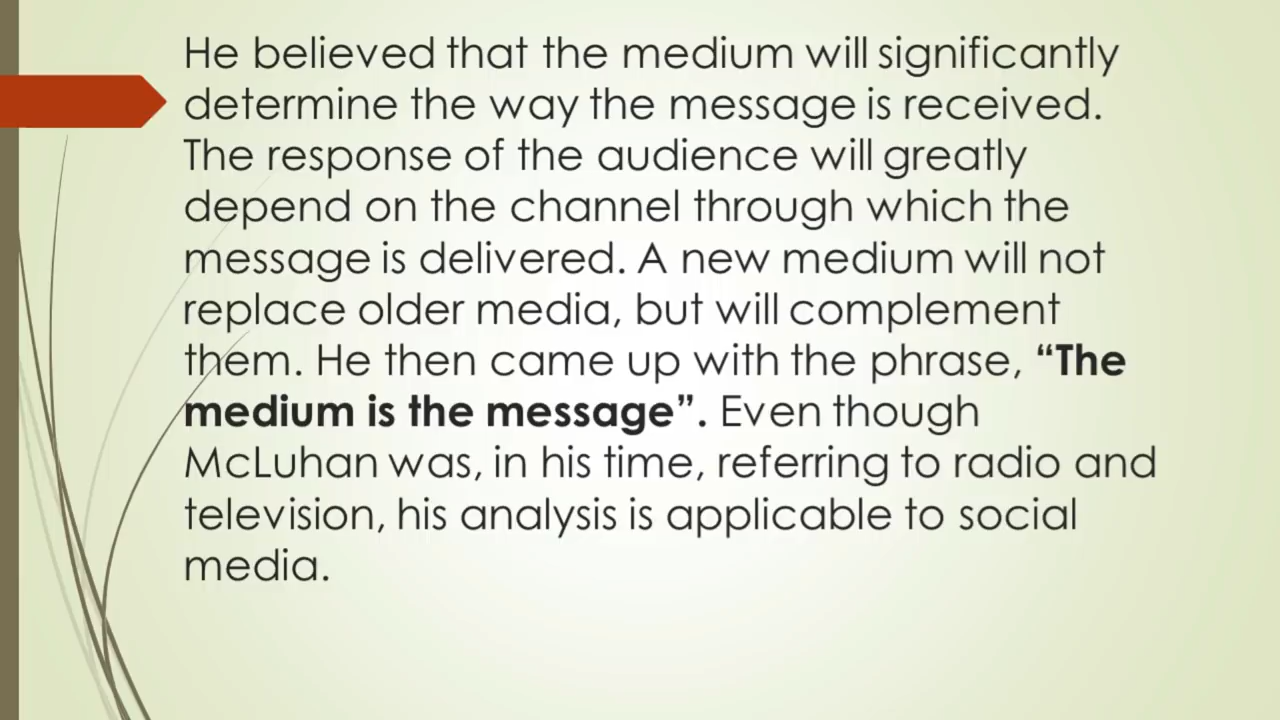 He believed that the medium will significantly
determine the way the message is received.
The response of the audience will greatly
depend on the channel through which the
message is delivered. A new medium will not
replace older media, but will complement
them. He then came up with the phrase, “The
medium is the message”. Even though
McLuhan was, in his time, referring to radio and
television, his analysis is applicable to social
media.